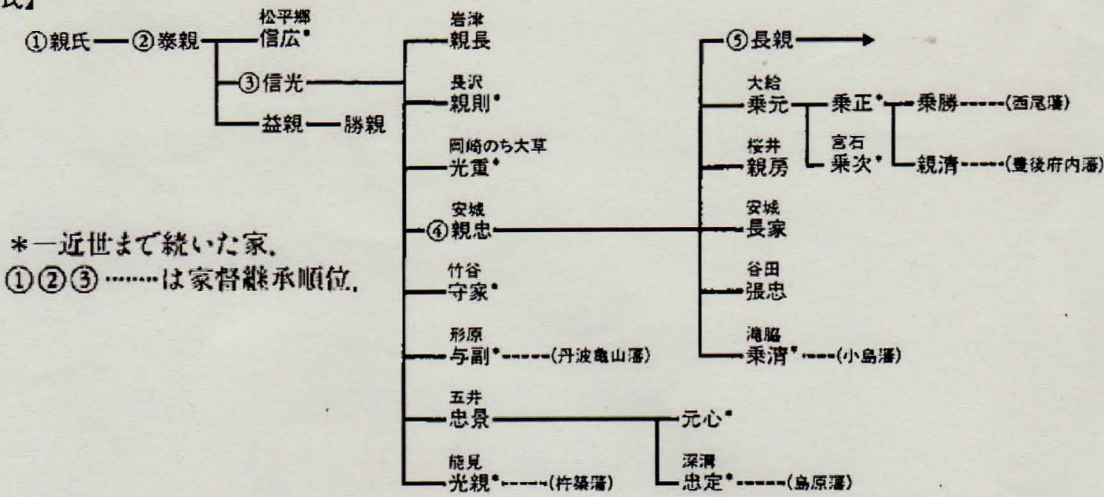 氏】
松平郷
①親氏 ②泰親 信広*
③信光
益親 勝親
岩津
親長
長沢
親則*
岡崎のち大草
光重*
安城
④親忠
竹谷
守家*
形原
与副* (丹波亀山藩)
五井
忠景
元心*
深溝
忠定* (島原藩)
能見
光親* (杵築藩)
⑤長親
大給
乗元 乗正* 乗勝 (西尾藩)
宮石
乗次* 親清 (豊後府内藩)
桜井
親房
安城
長家
谷田
張忠
滝脇
乗清* (小島藩)
*―近世まで続いた家.
①②③………は家督継承順位.